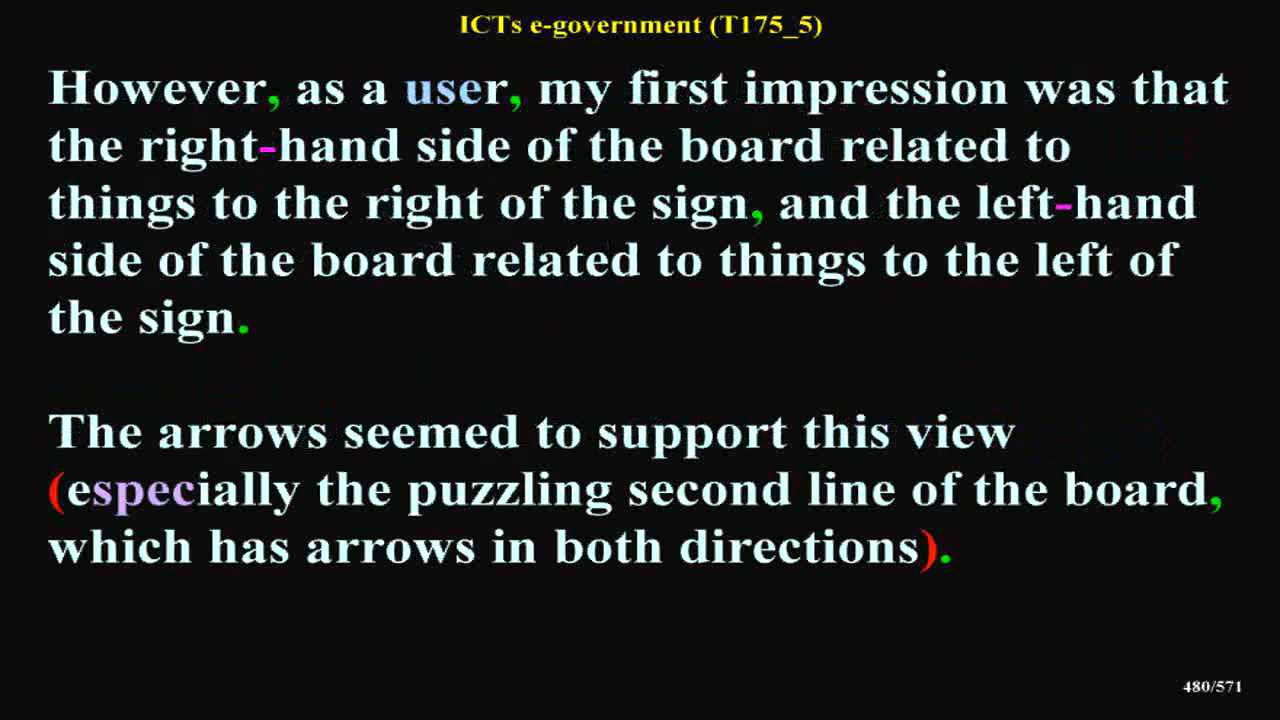 ICTs e-government (T175_5)
However, as a user, my first impression was that
the right-hand side of the board related to
things to the right of the sign, and the left-hand
side of the board related to things to the left of
the sign.
The arrows seemed to support this view
(especially the puzzling second line of the board,
which has arrows in both directions).
480/571